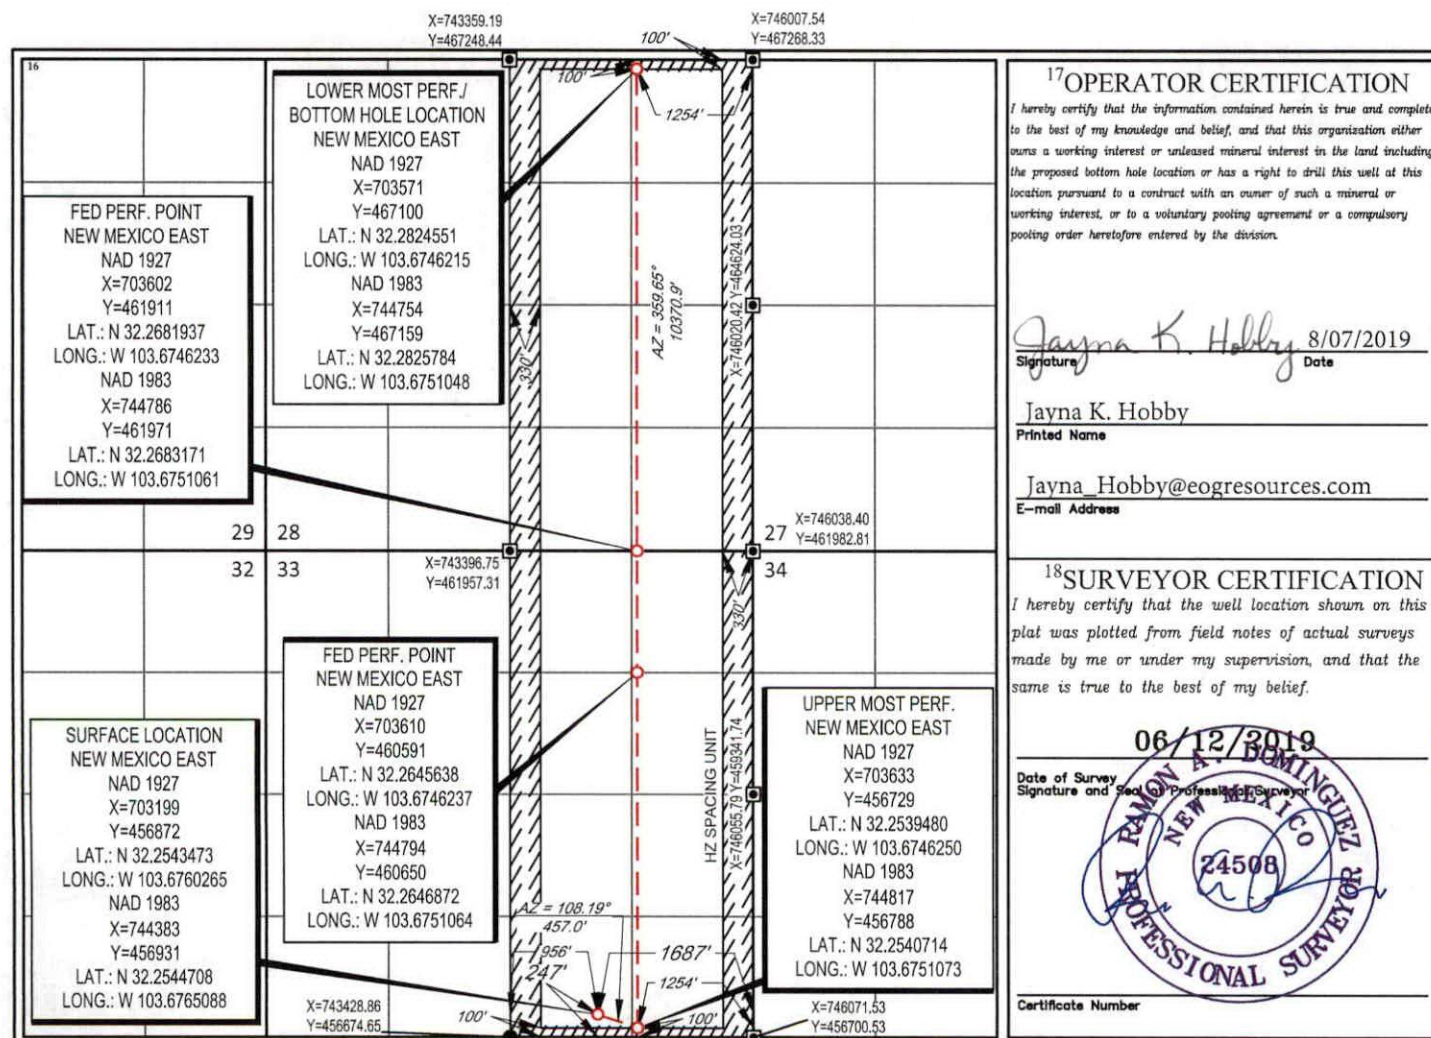 X=743359.19
Y=467248.44
X=746007.54
Y=467268.33
100'
100'
1254'
16
LOWER MOST PERF./
BOTTOM HOLE LOCATION
NEW MEXICO EAST
NAD 1927
X=703571
Y=467100
LAT.: N 32.2824551
LONG.: W 103.6746215
NAD 1983
X=744754
Y=467159
LAT.: N 32.2825784
LONG.: W 103.6751048
FED PERF. POINT
NEW MEXICO EAST
NAD 1927
X=703602
Y=461911
LAT.: N 32.2681937
LONG.: W 103.6746233
NAD 1983
X=744786
Y=461971
LAT.: N 32.2683171
LONG.: W 103.6751061
AZ = 359.65°
10370.9'
X=746020.42 Y=464624.03
330'
29 28
32 33
27
34
X=746038.40
Y=461982.81
X=743396.75
Y=461957.31
330'
FED PERF. POINT
NEW MEXICO EAST
NAD 1927
X=703610
Y=460591
LAT.: N 32.2645638
LONG.: W 103.6746237
NAD 1983
X=744794
Y=460650
LAT.: N 32.2646872
LONG.: W 103.6751064
SURFACE LOCATION
NEW MEXICO EAST
NAD 1927
X=703199
Y=456872
LAT.: N 32.2543473
LONG.: W 103.6760265
NAD 1983
X=744383
Y=456931
LAT.: N 32.2544708
LONG.: W 103.6765088
HZ SPACING UNIT
X=746055.79 Y=459341.74
UPPER MOST PERF.
NEW MEXICO EAST
NAD 1927
X=703633
Y=456729
LAT.: N 32.2539480
LONG.: W 103.6746250
NAD 1983
X=744817
Y=456788
LAT.: N 32.2540714
LONG.: W 103.6751073
AZ = 108.19°
457.0'
956'
1687'
247'
1254'
100'
100'
X=743428.86
Y=456674.65
X=746071.53
Y=456700.53
17 OPERATOR CERTIFICATION
I hereby certify that the information contained herein is true and complete
to the best of my knowledge and belief, and that this organization either
owns a working interest or unleased mineral interest in the land including
the proposed bottom hole location or has a right to drill this well at this
location pursuant to a contract with an owner of such a mineral or
working interest, or to a voluntary pooling agreement or a compulsory
pooling order heretofore entered by the division.
Jayna K. Hobby 8/07/2019
Signature Date
Jayna K. Hobby
Printed Name
Jayna_Hobby@eogresources.com
E-mail Address
18 SURVEYOR CERTIFICATION
I hereby certify that the well location shown on this
plat was plotted from field notes of actual surveys
made by me or under my supervision, and that the
same is true to the best of my belief.
06/12/2019
Date of Survey
Signature and Seal of Professional Surveyor
RAMON A. DOMINGUEZ
NEW MEXICO
24508
PROFESSIONAL SURVEYOR
Certificate Number